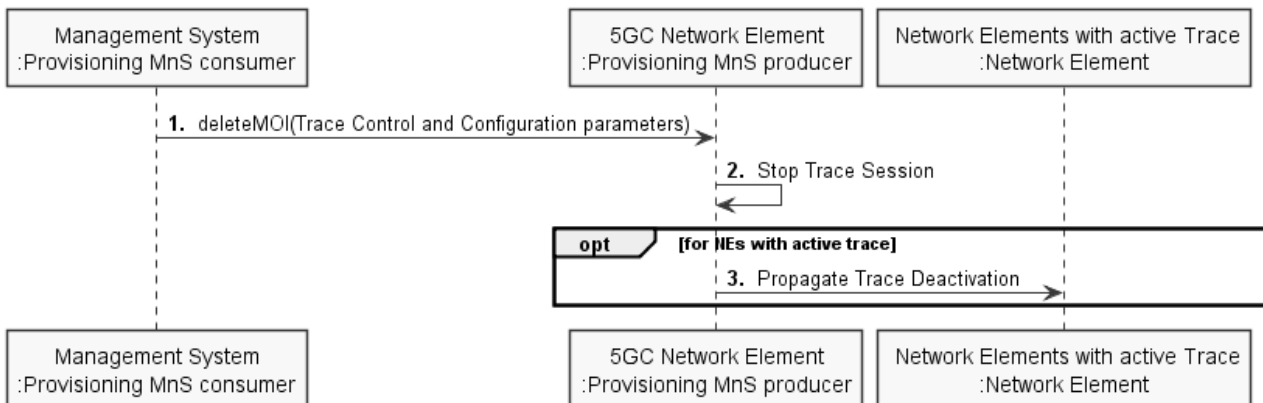 Management System
:Provisioning MnS consumer
5GC Network Element
:Provisioning MnS producer
Network Elements with active Trace
:Network Element
1. deleteMOI(Trace Control and Configuration parameters)
2. Stop Trace Session
opt [for NEs with active trace]
3. Propagate Trace Deactivation
Management System
:Provisioning MnS consumer
5GC Network Element
:Provisioning MnS producer
Network Elements with active Trace
:Network Element